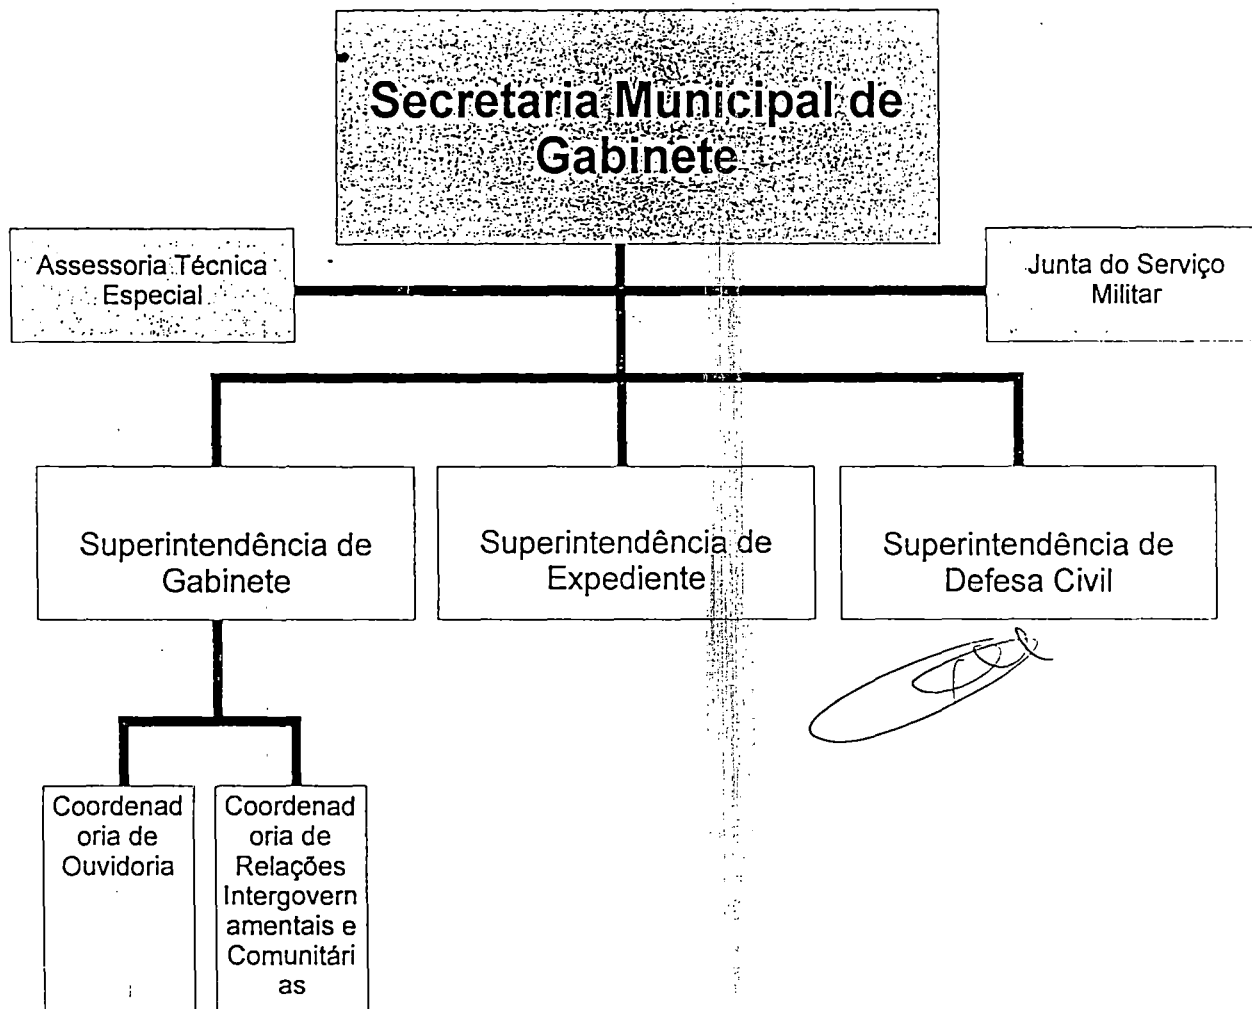 Secretaria Municipal de
Gabinete
Assessoria Técnica
Especial
Junta do Serviço
Militar
Superintendência de
Gabinete
Superintendência de
Expediente
Superintendência de
Defesa Civil
Coordenad
oria de
Ouvidoria
Coordenad
oria de
Relações
Intergovern
amentais e
Comunitári
as